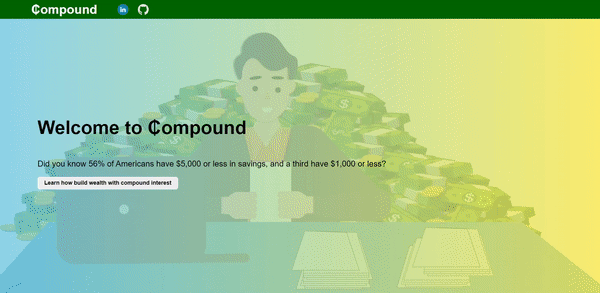 ₵ompound
in
Welcome to ₵ompound
Did you know 56% of Americans have $5,000 or less in savings, and a third have $1,000 or less?
Learn how build wealth with compound interest